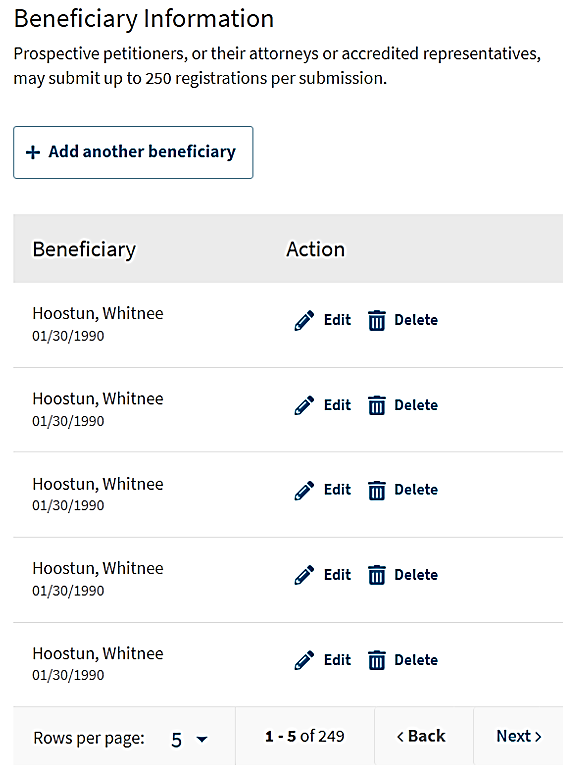 Beneficiary Information
Prospective petitioners, or their attorneys or accredited representatives,
may submit up to 250 registrations per submission.
+ Add another beneficiary
Beneficiary Action
Hoostun, Whitnee Edit Delete
01/30/1990
Hoostun, Whitnee Edit Delete
01/30/1990
Hoostun, Whitnee Edit Delete
01/30/1990
Hoostun, Whitnee Edit Delete
01/30/1990
Hoostun, Whitnee Edit Delete
01/30/1990
Rows per page: 5 1 - 5 of 249 < Back Next >